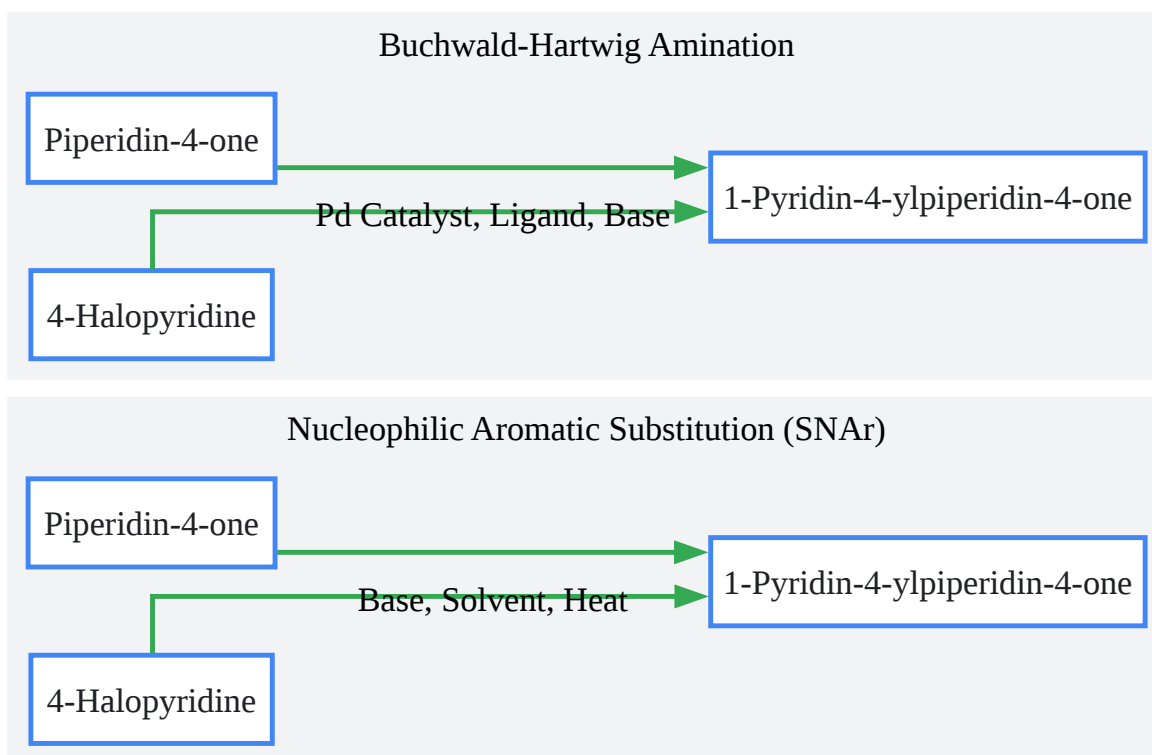 Buchwald-Hartwig Amination
Piperidin-4-one
1-Pyridin-4-ylpiperidin-4-one
Pd Catalyst, Ligand, Base
4-Halopyridine
Nucleophilic Aromatic Substitution (SNAr)
Piperidin-4-one
1-Pyridin-4-ylpiperidin-4-one
Base, Solvent, Heat
4-Halopyridine